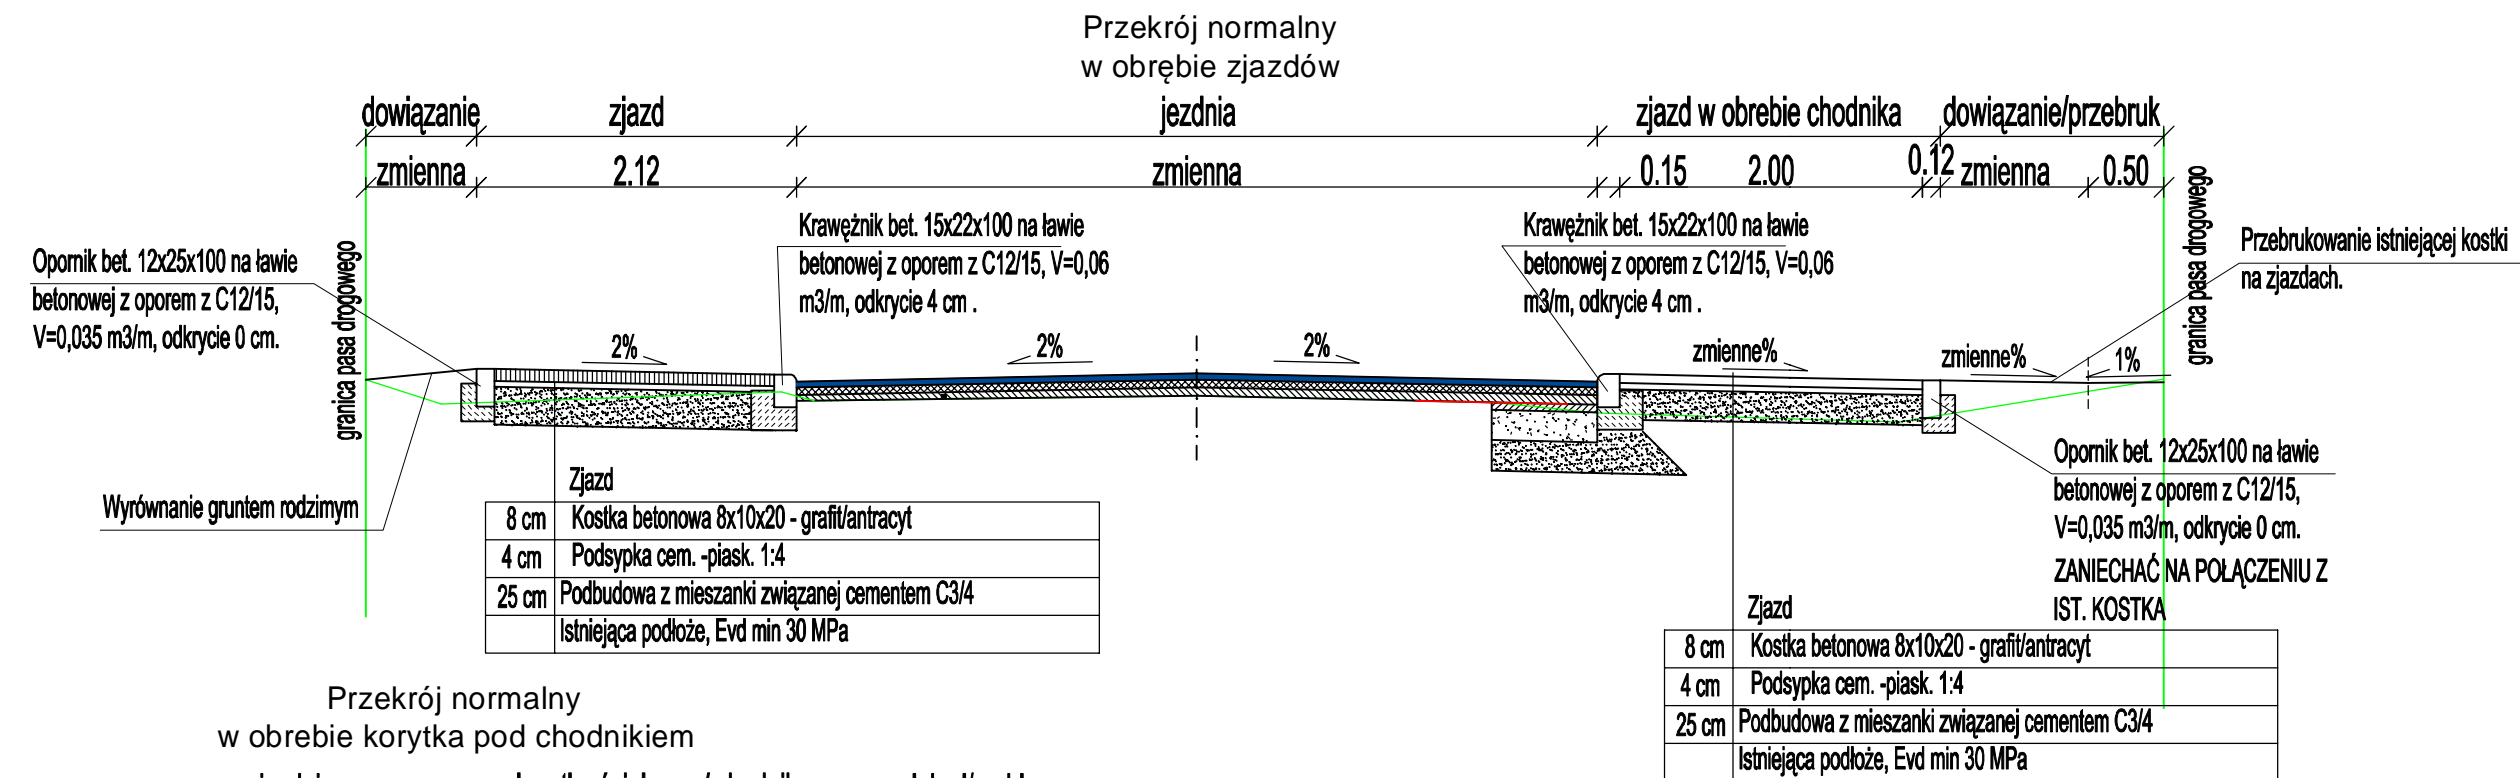 Przekrój normalny
w obrębie zjazdów
dowiązanie
zjazd
jezdnia
zjazd w obrebie chodnika
dowiązanie/przebruk
zmienna
2.12
zmienna
0.15
2.00
0.12
zmienna
0.50
Opornik bet. 12x25x100 na ławie
betonowej z oporem z C12/15,
V=0,035 m3/m, odkrycie 0 cm.
granica pasa drogowego
Krawężnik bet. 15x22x100 na ławie
betonowej z oporem z C12/15, V=0,06
m3/m, odkrycie 4 cm .
Krawężnik bet. 15x22x100 na ławie
betonowej z oporem z C12/15, V=0,06
m3/m, odkrycie 4 cm .
granica pasa drogowego
Przebrukowanie istniejącej kostki
na zjazdach.
2%
2%
2%
zmienne%
zmienne%
1%
Wyrównanie gruntem rodzimym
Zjazd
8 cm Kostka betonowa 8x10x20 - grafit/antracyt
4 cm Podsypka cem. -piask. 1:4
25 cm Podbudowa z mieszanki związanej cementem C3/4
Istniejąca podłoże, Evd min 30 MPa
Opornik bet. 12x25x100 na ławie
betonowej z oporem z C12/15,
V=0,035 m3/m, odkrycie 0 cm.
ZANIECHAĆ NA POŁĄCZENIU Z
IST. KOSTKA
Zjazd
8 cm Kostka betonowa 8x10x20 - grafit/antracyt
4 cm Podsypka cem. -piask. 1:4
25 cm Podbudowa z mieszanki związanej cementem C3/4
Istniejąca podłoże, Evd min 30 MPa
Przekrój normalny
w obrebie korytka pod chodnikiem